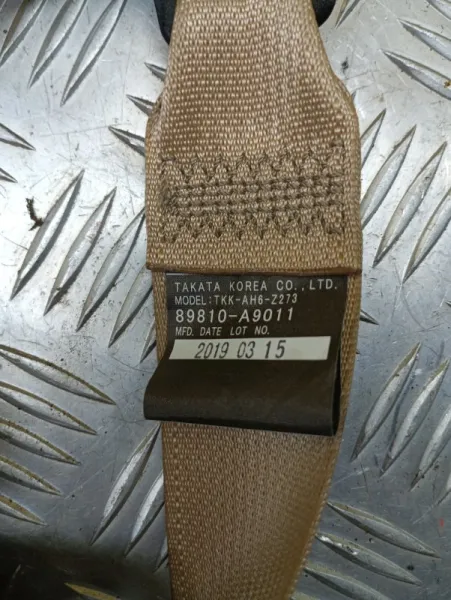 TAKATA KOREA CO.,LTD.
MODEL:TKK-AH6-Z273
89810-A9011
MFD. DATE LOT NO.
2019 03 15